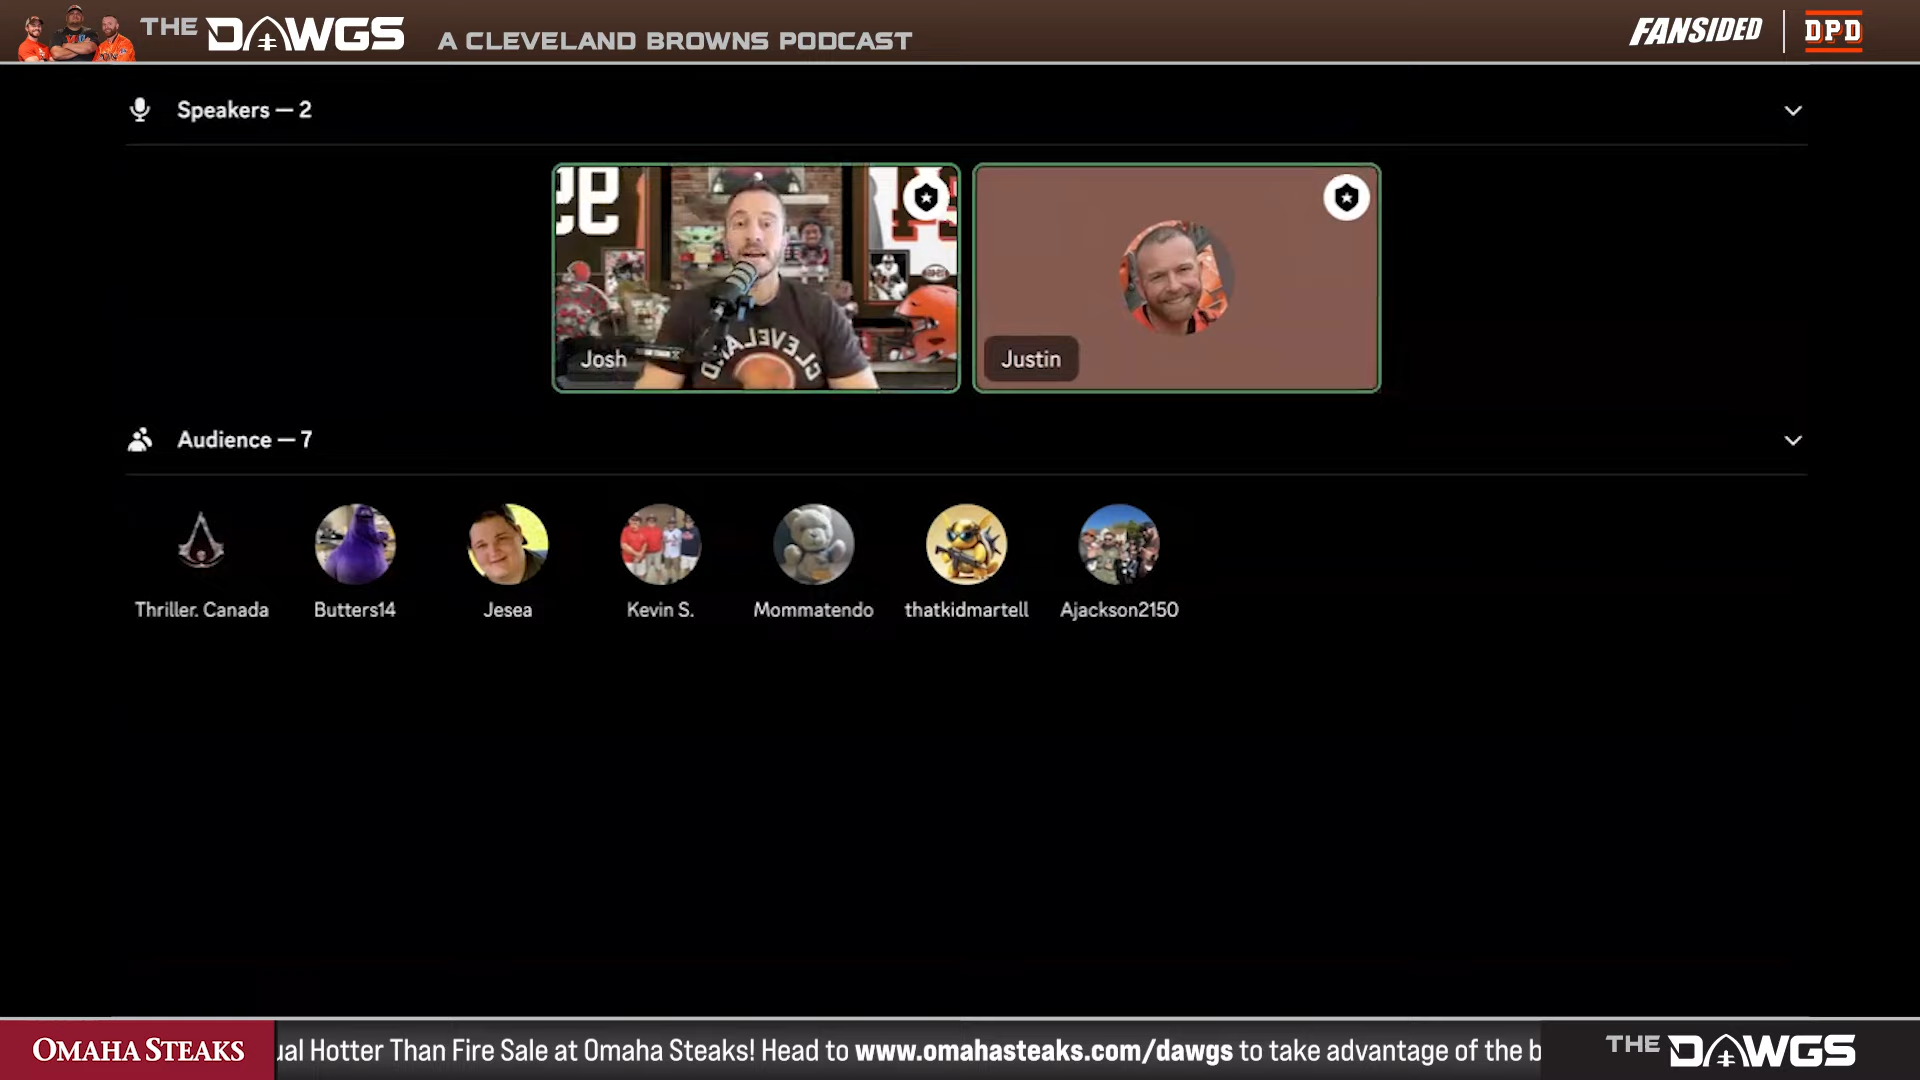 THE DAWGS
A CLEVELAND BROWNS PODCAST
FANSIDED
DPD
Speakers — 2
Josh
Justin
CLEVELAND
Audience — 7
Thriller. Canada
Butters14
Jesea
Kevin S.
Mommatendo
thatkidmartell
Ajackson2150
OMAHA STEAKS
ual Hotter Than Fire Sale at Omaha Steaks! Head to www.omahasteaks.com/dawgs to take advantage of the b
THE DAWGS